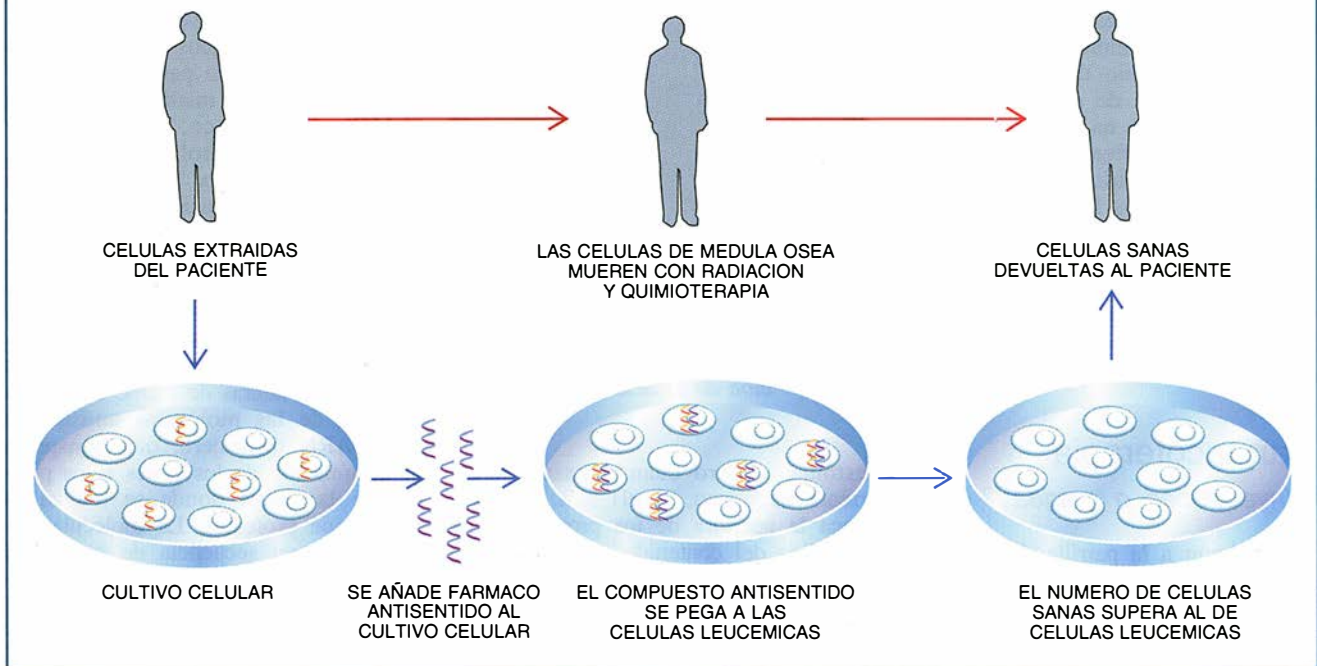 CELULAS EXTRAIDAS
DEL PACIENTE
LAS CELULAS DE MEDULA OSEA
MUEREN CON RADIACION
Y QUIMIOTERAPIA
CELULAS SANAS
DEVUELTAS AL PACIENTE
CULTIVO CELULAR
SE AÑADE FARMACO
ANTISENTIDO AL
CULTIVO CELULAR
EL COMPUESTO ANTISENTIDO
SE PEGA A LAS
CELULAS LEUCEMICAS
EL NUMERO DE CELULAS
SANAS SUPERA AL DE
CELULAS LEUCEMICAS